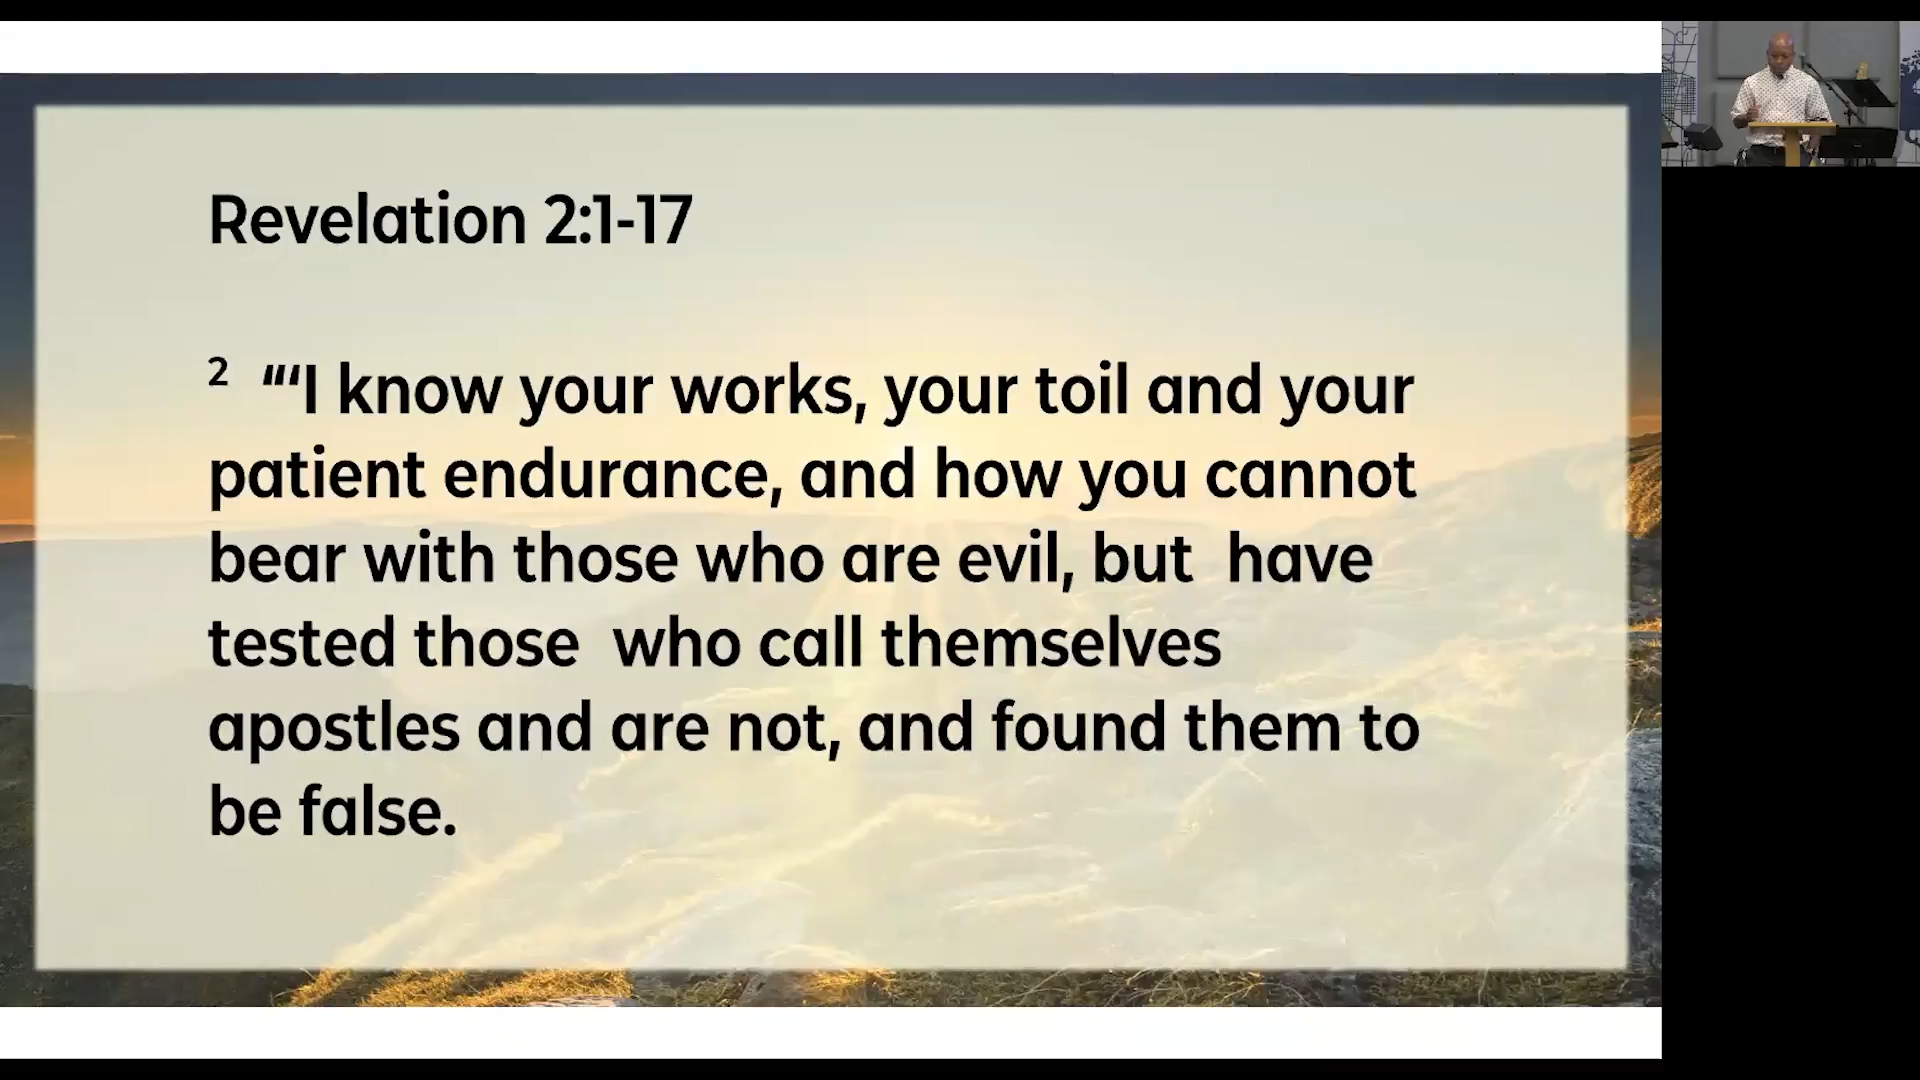 Revelation 2:1-17
2 “‘I know your works, your toil and your
patient endurance, and how you cannot
bear with those who are evil, but  have
tested those  who call themselves
apostles and are not, and found them to
be false.